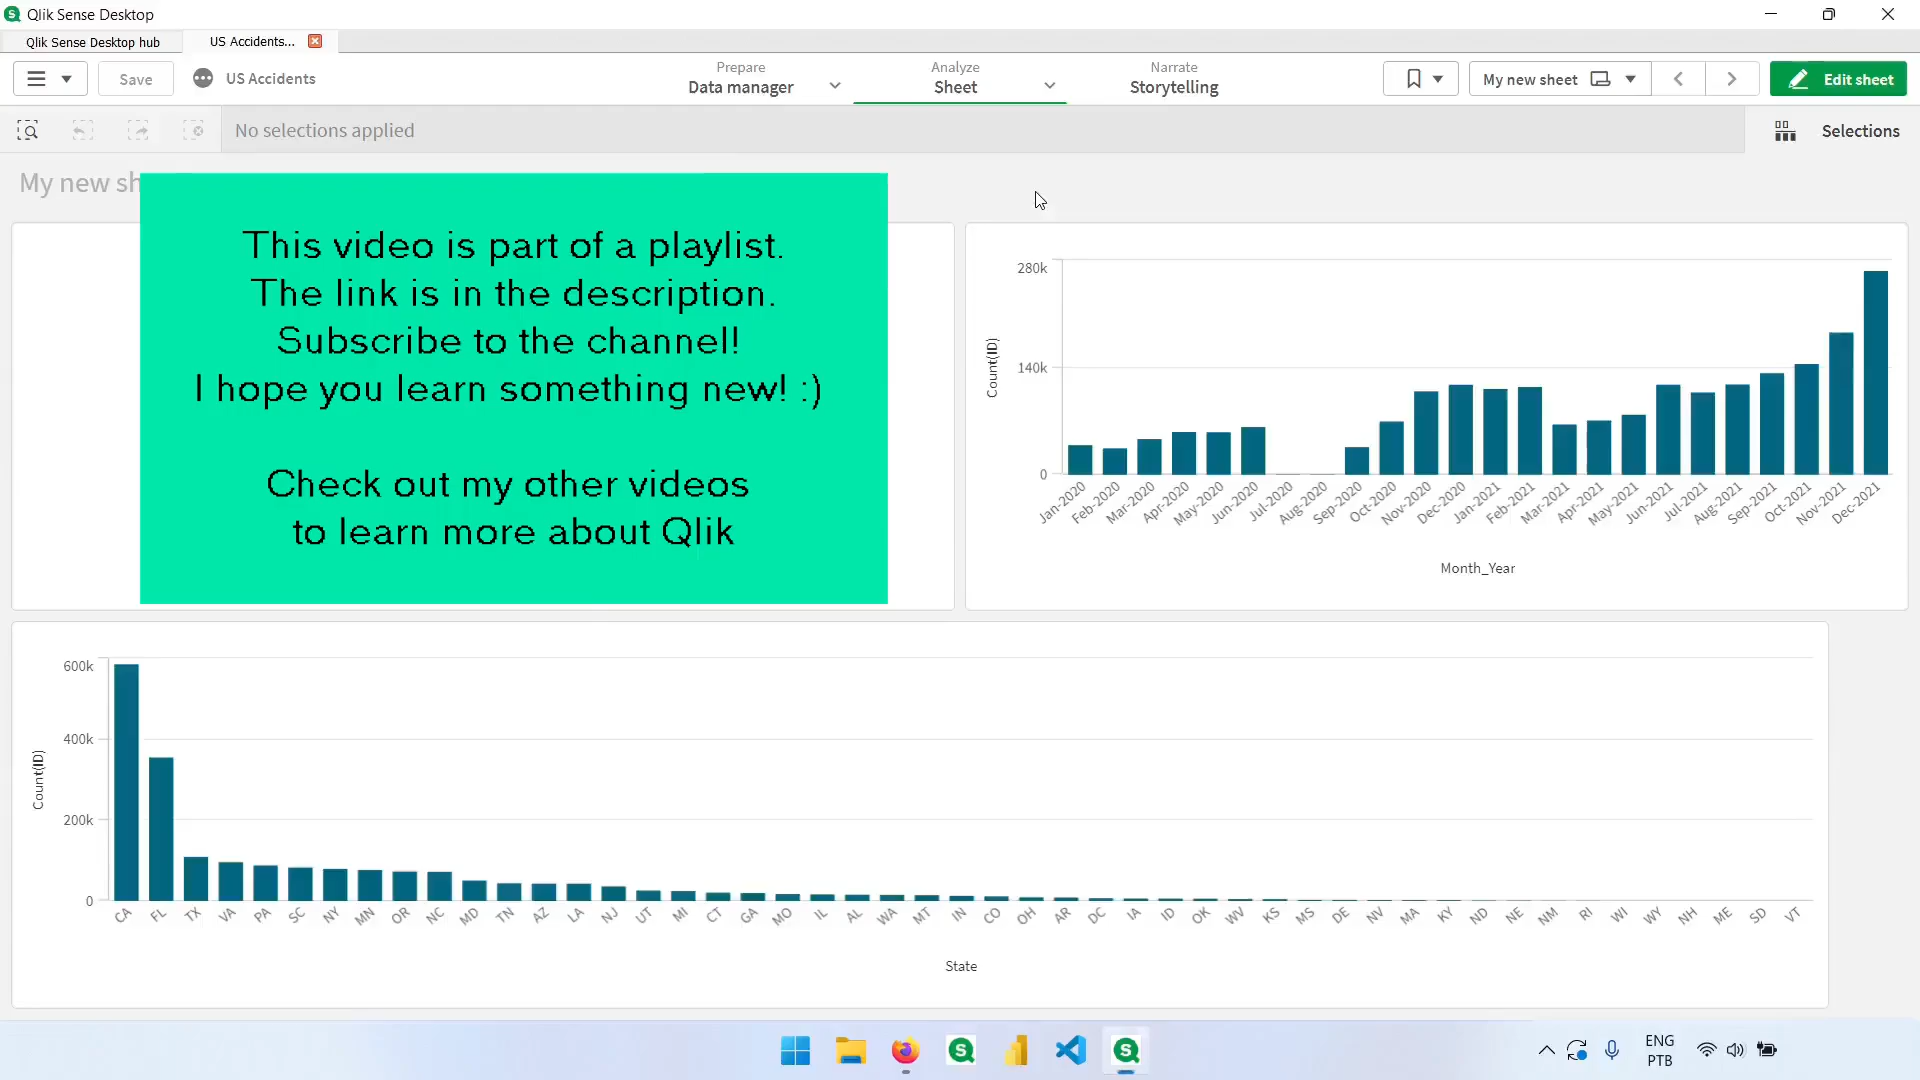 Qlik Sense Desktop
Qlik Sense Desktop hub
US Accidents...
Save
US Accidents
Prepare
Data manager
Analyze
Sheet
Narrate
Storytelling
My new sheet
Edit sheet
No selections applied
Selections
My new sh
This video is part of a playlist.
The link is in the description.
Subscribe to the channel!
I hope you learn something new! :)
Check out my other videos
to learn more about Qlik
Count(ID)
280k
140k
0
Jan-2020
Feb-2020
Mar-2020
Apr-2020
May-2020
Jun-2020
Jul-2020
Aug-2020
Sep-2020
Oct-2020
Nov-2020
Dec-2020
Jan-2021
Feb-2021
Mar-2021
Apr-2021
May-2021
Jun-2021
Jul-2021
Aug-2021
Sep-2021
Oct-2021
Nov-2021
Dec-2021
Month_Year
Count(ID)
600k
400k
200k
0
CA
FL
TX
VA
PA
SC
NY
MN
OR
NC
MD
TN
AZ
LA
NJ
UT
MI
CT
GA
MO
IL
AL
WA
MT
IN
CO
OH
AR
DC
IA
ID
OK
WV
KS
MS
DE
NV
MA
KY
ND
NE
NM
RI
WI
WY
NH
ME
SD
VT
State
ENG
PTB